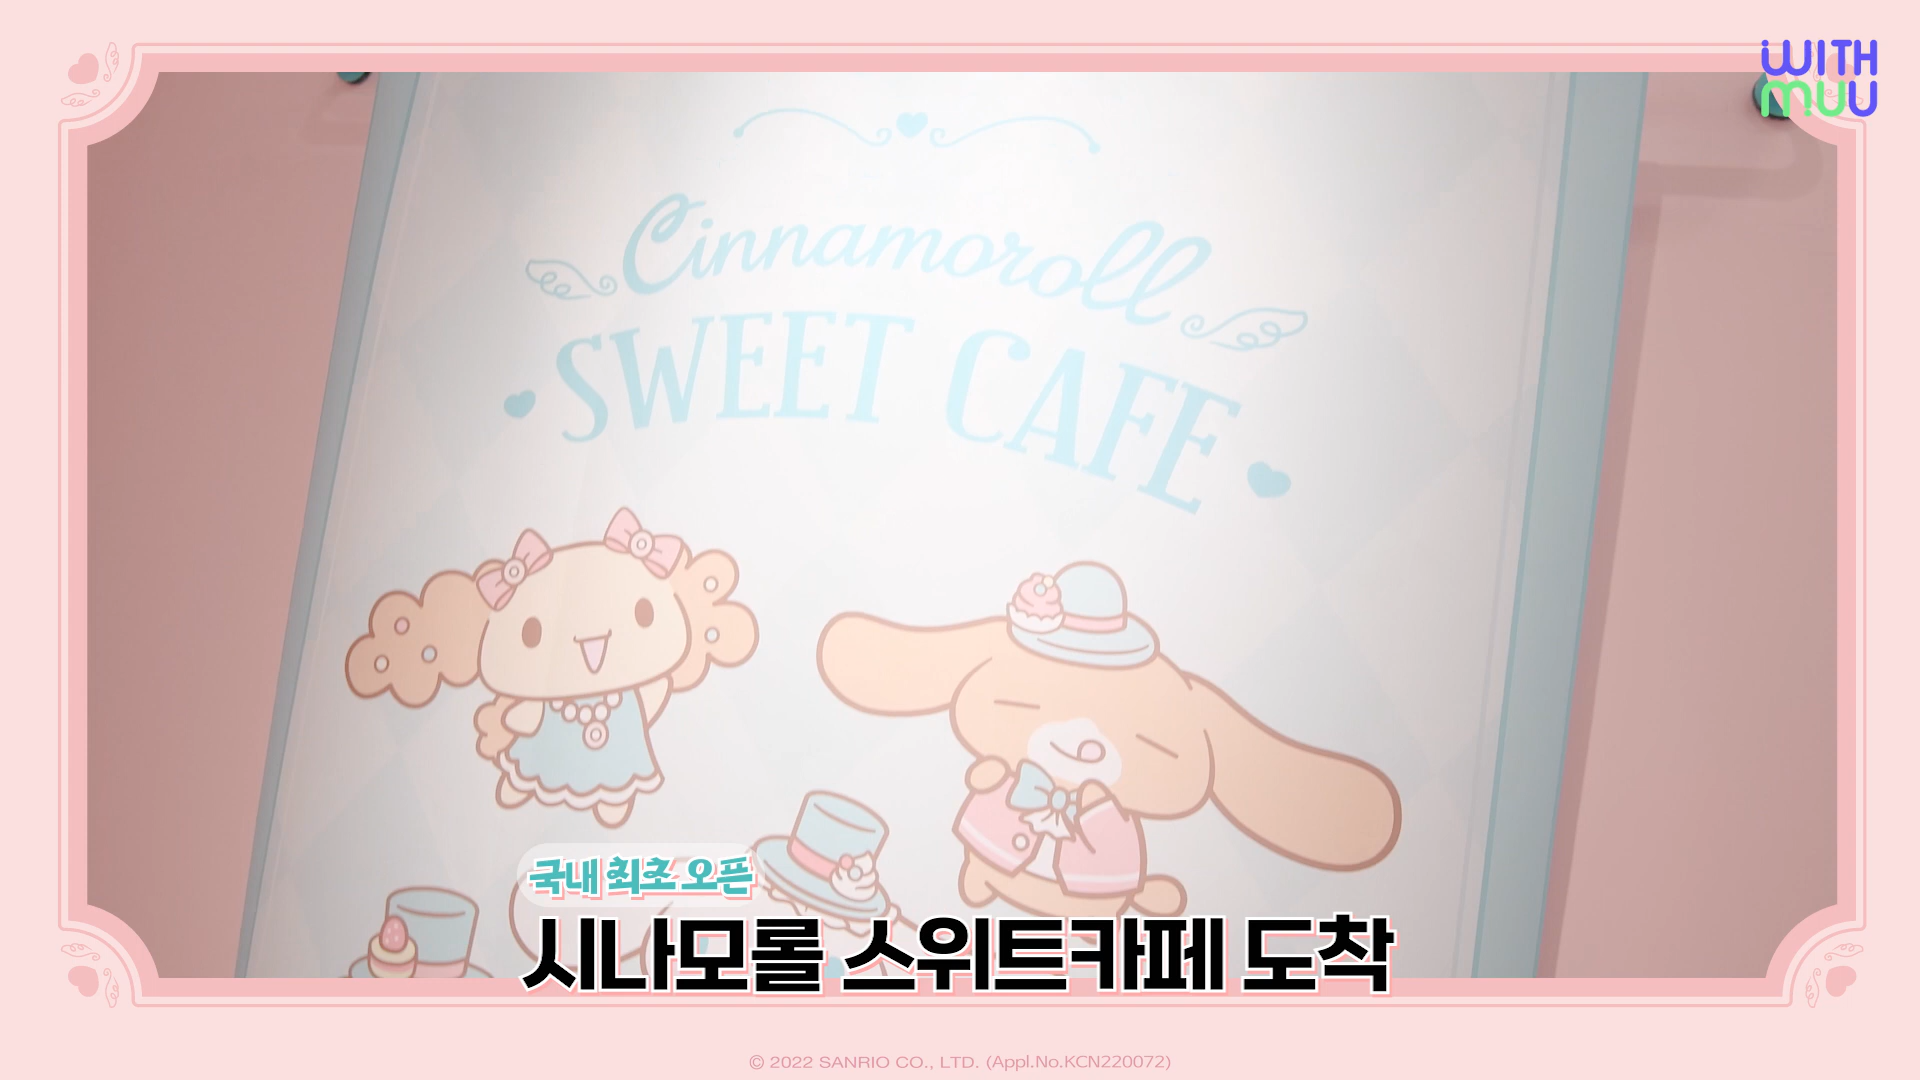 WITH
MUU
Cinnamoroll
SWEET CAFE
국내 최초 오픈
시나모롤 스위트카페 도착
© 2022 SANRIO CO., LTD. (Appl.No.KCN220072)